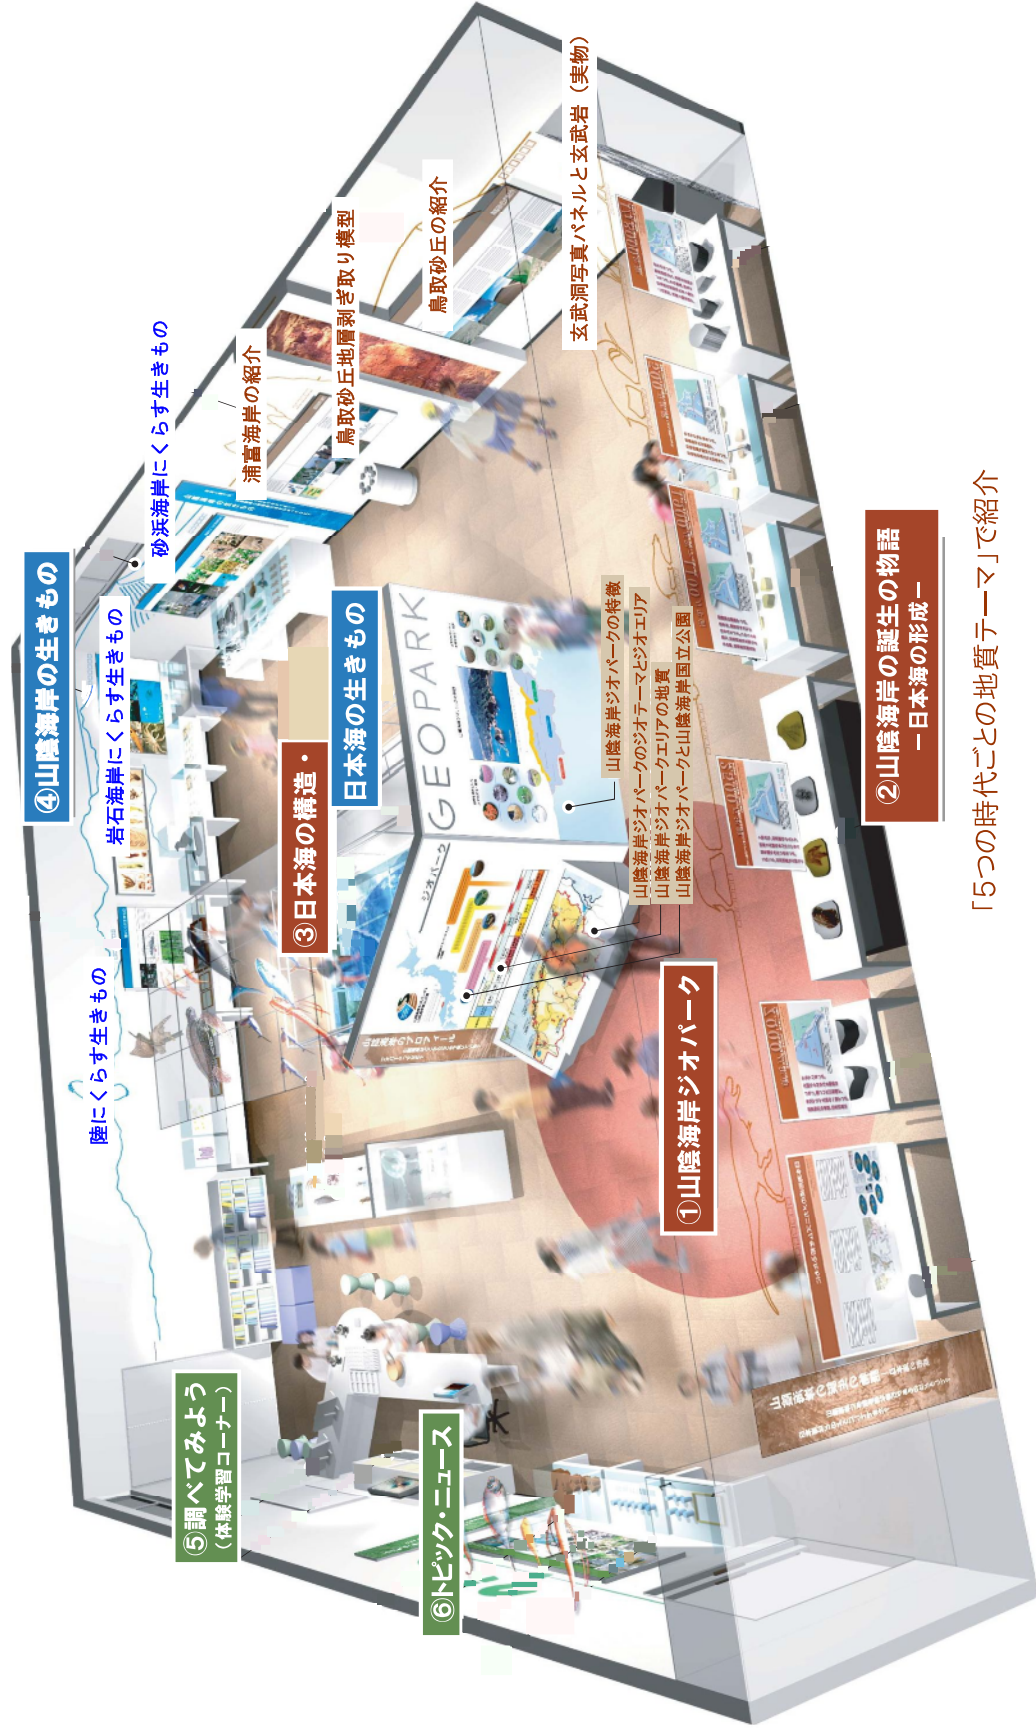 ④山陰海岸の生きもの
陸にくらす生きもの
岩石海岸にくらす生きもの
砂浜海岸にくらす生きもの
浦富海岸の紹介
鳥取砂丘地層剥ぎ取り模型
鳥取砂丘の紹介
玄武洞写真パネルと玄武岩（実物）
⑤調べてみよう
（体験学習コーナー）
③日本海の構造・
日本海の生きもの
GEOPARK
ジオパーク
山陰海岸ジオパークの特徴
山陰海岸ジオパークのジオテーマとジオエリア
山陰海岸ジオパークエリアの地質
山陰海岸ジオパークと山陰海岸国立公園
⑥トピック・ニュース
①山陰海岸ジオパーク
②山陰海岸の誕生の物語
－日本海の形成－
「5つの時代ごとの地質テーマ」で紹介